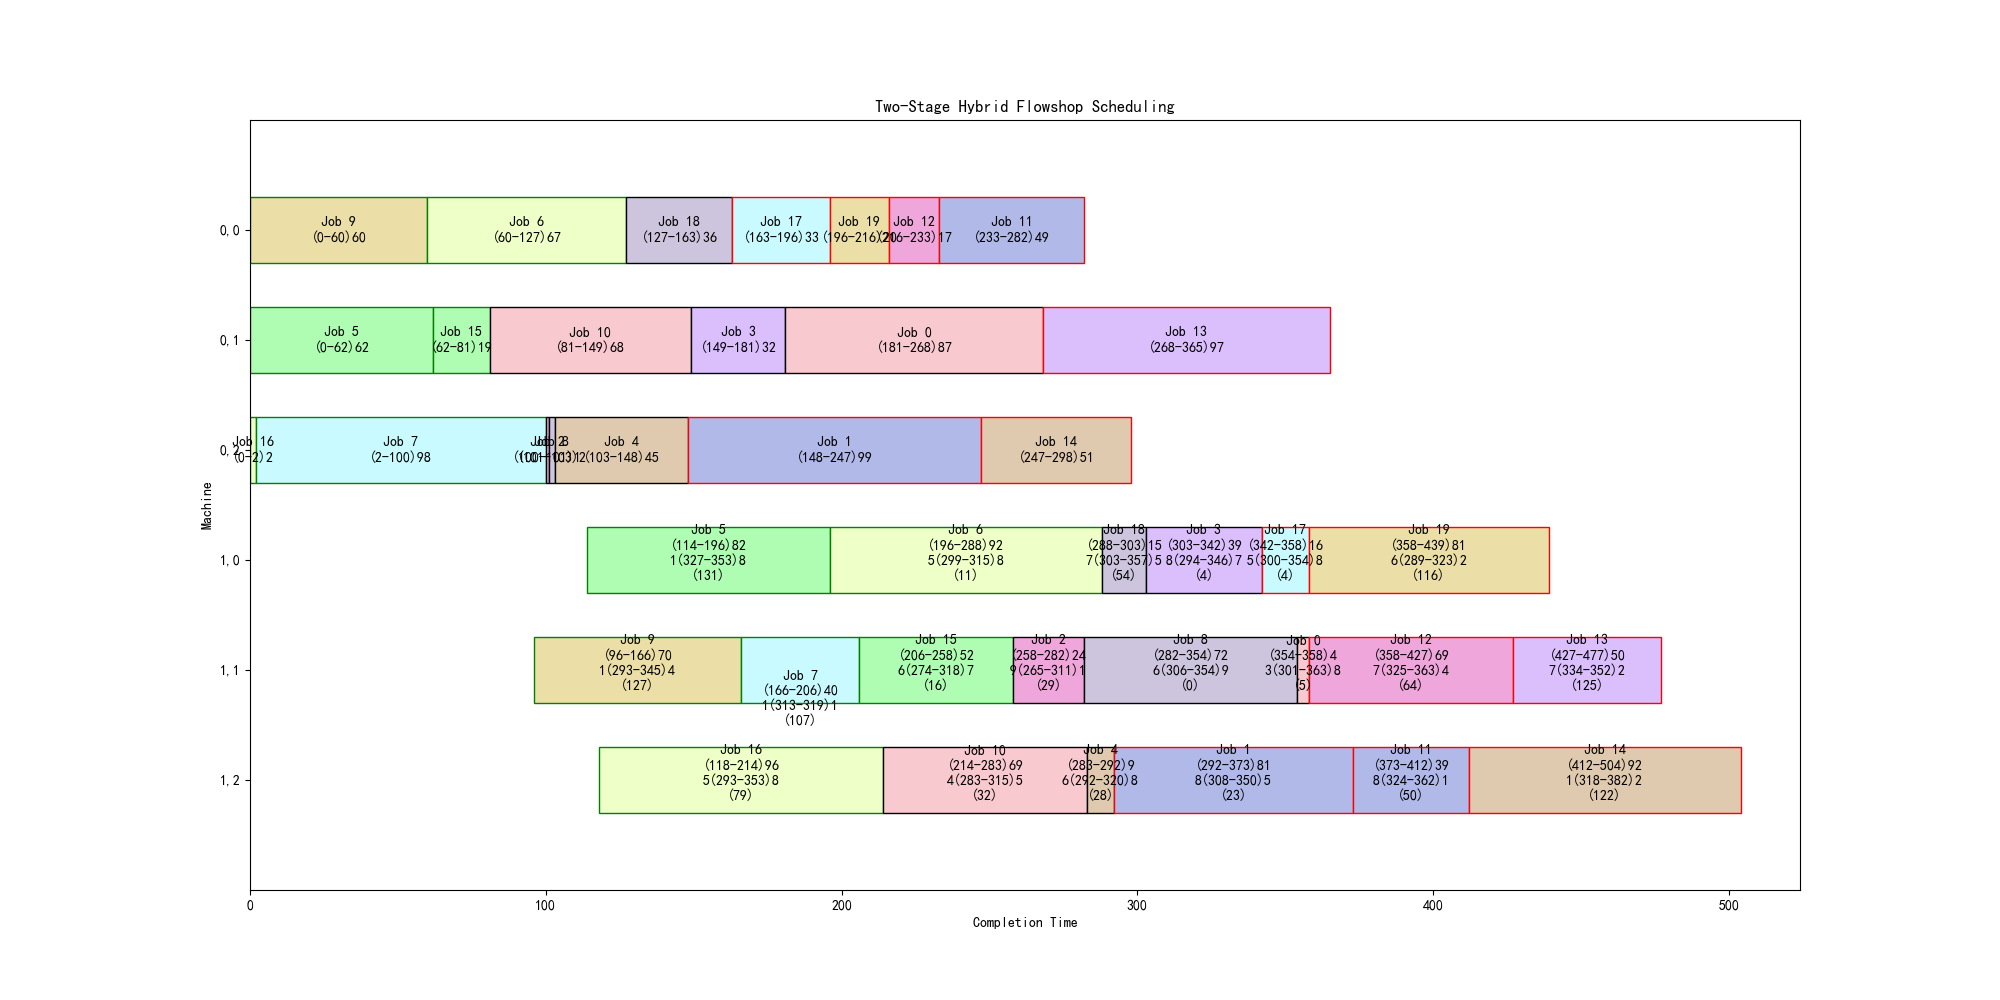 Two-Stage Hybrid Flowshop Scheduling
Machine
0,0
Job 9
(0-60)60
Job 6
(60-127)67
Job 18
(127-163)36
Job 17
(163-196)33
Job 19
(196-216)20
Job 12
(216-233)17
Job 11
(233-282)49
0,1
Job 5
(0-62)62
Job 15
(62-81)19
Job 10
(81-149)68
Job 3
(149-181)32
Job 0
(181-268)87
Job 13
(268-365)97
0,2
Job 16
(0-2)2
Job 7
(2-100)98
Job 8
(101-103)2
Job 4
(103-148)45
Job 1
(148-247)99
Job 14
(247-298)51
1,0
Job 5
(114-196)82
1(327-353)8
(131)
Job 6
(196-288)92
5(299-315)8
(11)
Job 18
(288-303)15
7(303-357)5
(54)
Job 3
(303-342)39
8(294-346)7
(4)
Job 17
(342-358)16
5(300-354)8
(4)
Job 19
(358-439)81
6(289-323)2
(116)
1,1
Job 9
(96-166)70
1(293-345)4
(127)
Job 7
(166-206)40
1(313-319)1
(107)
Job 15
(206-258)52
6(274-318)7
(16)
Job 2
(258-282)24
9(265-311)1
(29)
Job 8
(282-354)72
6(306-354)9
(0)
Job 0
(354-358)4
3(301-363)8
(5)
Job 12
(358-427)69
7(325-363)4
(64)
Job 13
(427-477)50
7(334-352)2
(125)
1,2
Job 16
(118-214)96
5(293-353)8
(79)
Job 10
(214-283)69
4(283-315)5
(32)
Job 4
(283-292)9
6(292-320)8
(28)
Job 1
(292-373)81
8(308-350)5
(23)
Job 11
(373-412)39
8(324-362)1
(50)
Job 14
(412-504)92
1(318-382)2
(122)
0
100
200
300
400
500
Completion Time